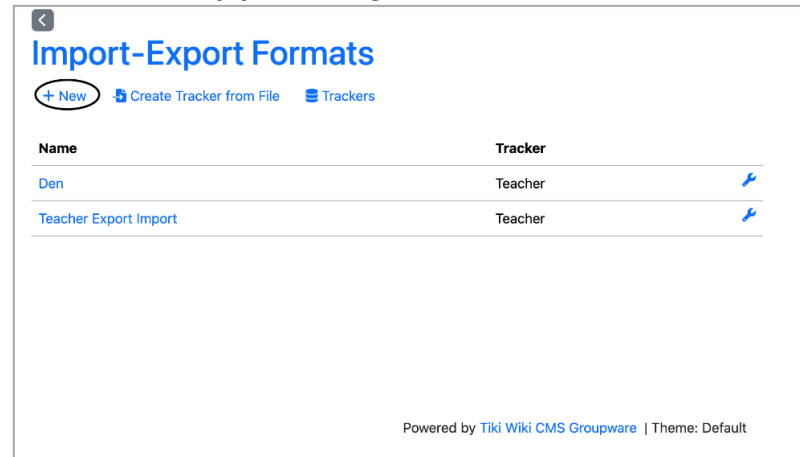 Import-Export Formats
+ New Create Tracker from File Trackers
Name Tracker
Den Teacher
Teacher Export Import Teacher
Powered by Tiki Wiki CMS Groupware | Theme: Default